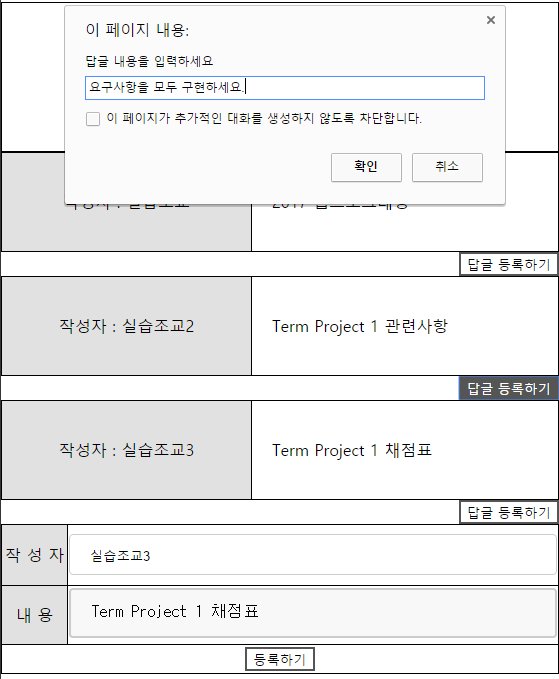 이 페이지 내용:
답글 내용을 입력하세요
요구사항을 모두 구현하세요.
이 페이지가 추가적인 대화를 생성하지 않도록 차단합니다.
확인 취소
작성자 : 실습조교 2017 웹프로그래밍
답글 등록하기
작성자 : 실습조교2 Term Project 1 관련사항
답글 등록하기
작성자 : 실습조교3 Term Project 1 채점표
답글 등록하기
작 성 자 실습조교3
내 용 Term Project 1 채점표
등록하기